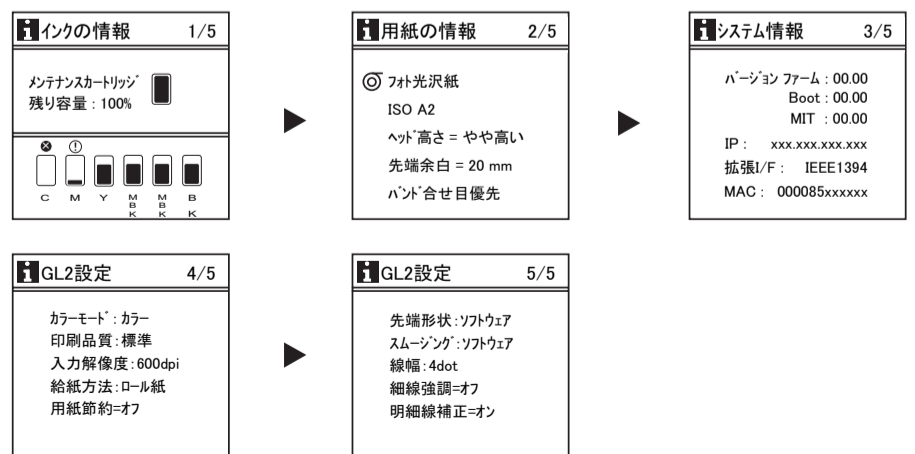 インクの情報 1/5
メンテナンスカートリッジ
残り容量 : 100%
C M Y MBK MBK BK
用紙の情報 2/5
フォト光沢紙
ISO A2
ヘッド高さ = やや高い
先端余白 = 20 mm
バンド合せ目優先
システム情報 3/5
バージョン ファーム : 00.00
Boot : 00.00
MIT : 00.00
IP : xxx.xxx.xxx.xxx
拡張I/F : IEEE1394
MAC : 000085xxxxxx
GL2設定 4/5
カラーモード : カラー
印刷品質 : 標準
入力解像度 : 600dpi
給紙方法 : ロール紙
用紙節約=オフ
GL2設定 5/5
先端形状 : ソフトウェア
スムージング : ソフトウェア
線幅 : 4dot
細線強調=オフ
明細線補正=オン